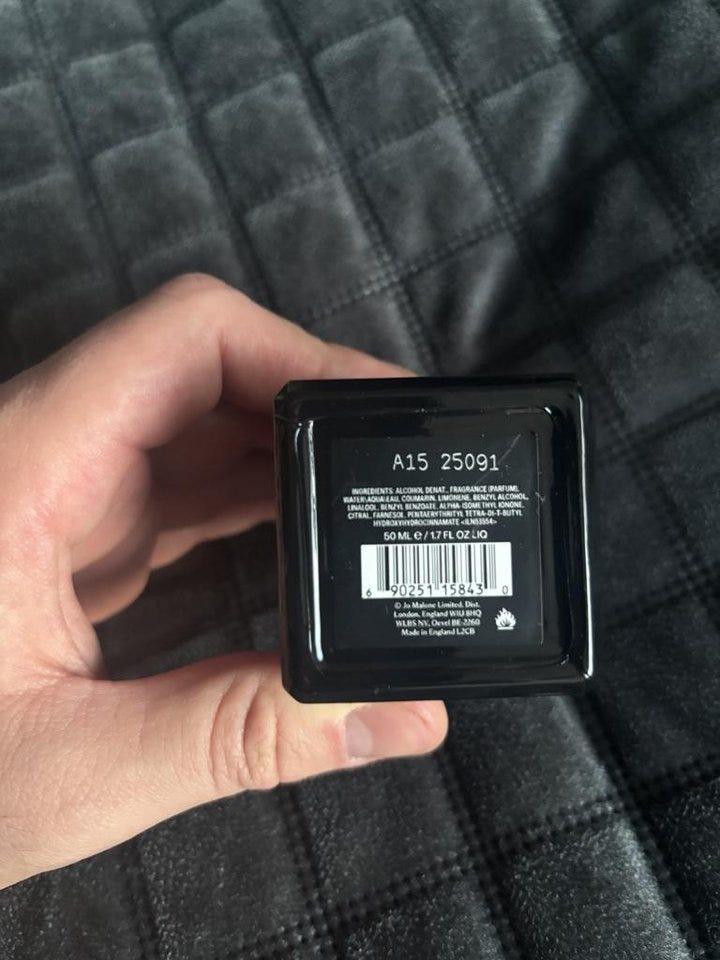 A15 25091
INGREDIENTS: ALCOHOL DENAT., FRAGRANCE (PARFUM),
WATER\AQUA\EAU, COUMARIN, LIMONENE, BENZYL ALCOHOL,
LINALOOL, BENZYL BENZOATE, ALPHA-ISOMETHYL IONONE,
CITRAL, FARNESOL, PENTAERYTHRITYL TETRA-DI-T-BUTYL
HYDROXYHYDROCINNAMATE <ILN53554>
50 ML ℮ / 1.7 FL OZ LIQ
6 90251 15843 0
© Jo Malone Limited, Dist.
London, England W1U 8HQ
WLBS NV, Oevel BE-2260
Made in England L2CB